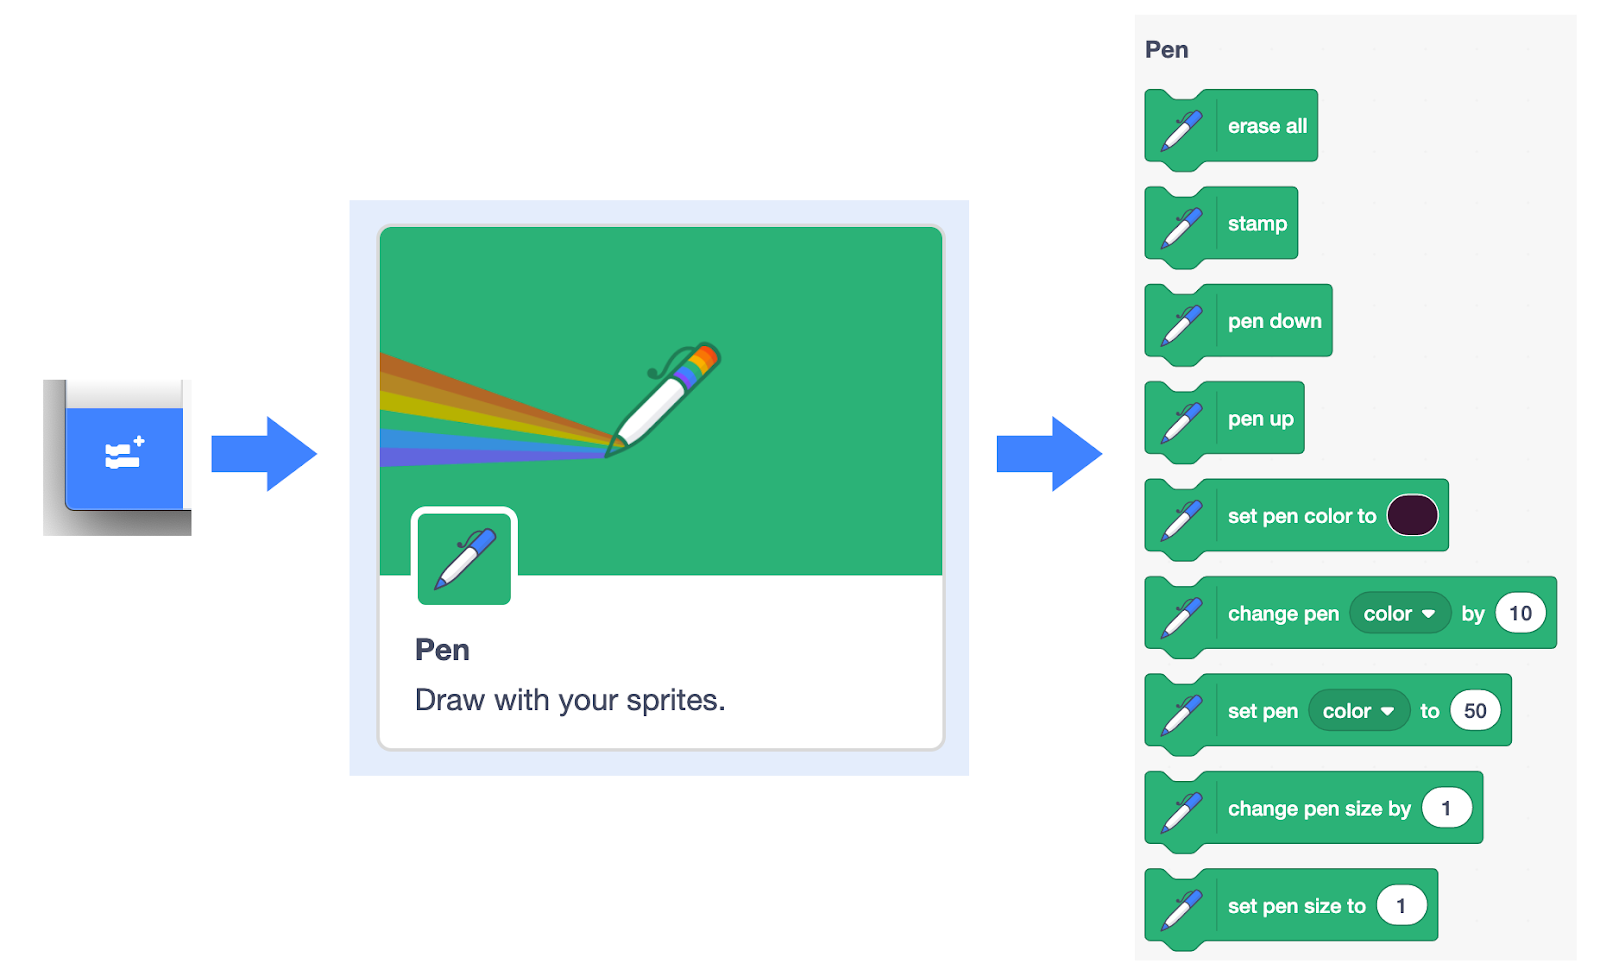 Pen
Draw with your sprites.
Pen
erase all
stamp
pen down
pen up
set pen color to
change pen color by 10
set pen color to 50
change pen size by 1
set pen size to 1